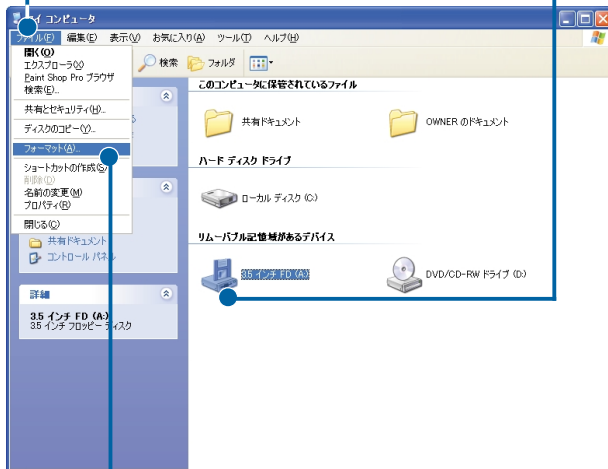 マイ コンピュータ
ファイル(F) 編集(E) 表示(V) お気に入り(A) ツール(T) ヘルプ(H)
検索 フォルダ
開く(O)
エクスプローラ(X)
Paint Shop Pro ブラウザ
検索(E)...
共有とセキュリティ(H)...
ディスクのコピー(Y)...
フォーマット(A)...
ショートカットの作成(S)
削除(D)
名前の変更(M)
プロパティ(R)
閉じる(C)
共有ドキュメント
コントロール パネル
詳細
3.5 インチ FD (A:)
3.5 インチ フロッピー ディスク
このコンピュータに保管されているファイル
共有ドキュメント OWNER のドキュメント
ハード ディスク ドライブ
ローカル ディスク (C:)
リムーバブル記憶域があるデバイス
3.5 インチ FD (A:) DVD/CD-RW ドライブ (D:)